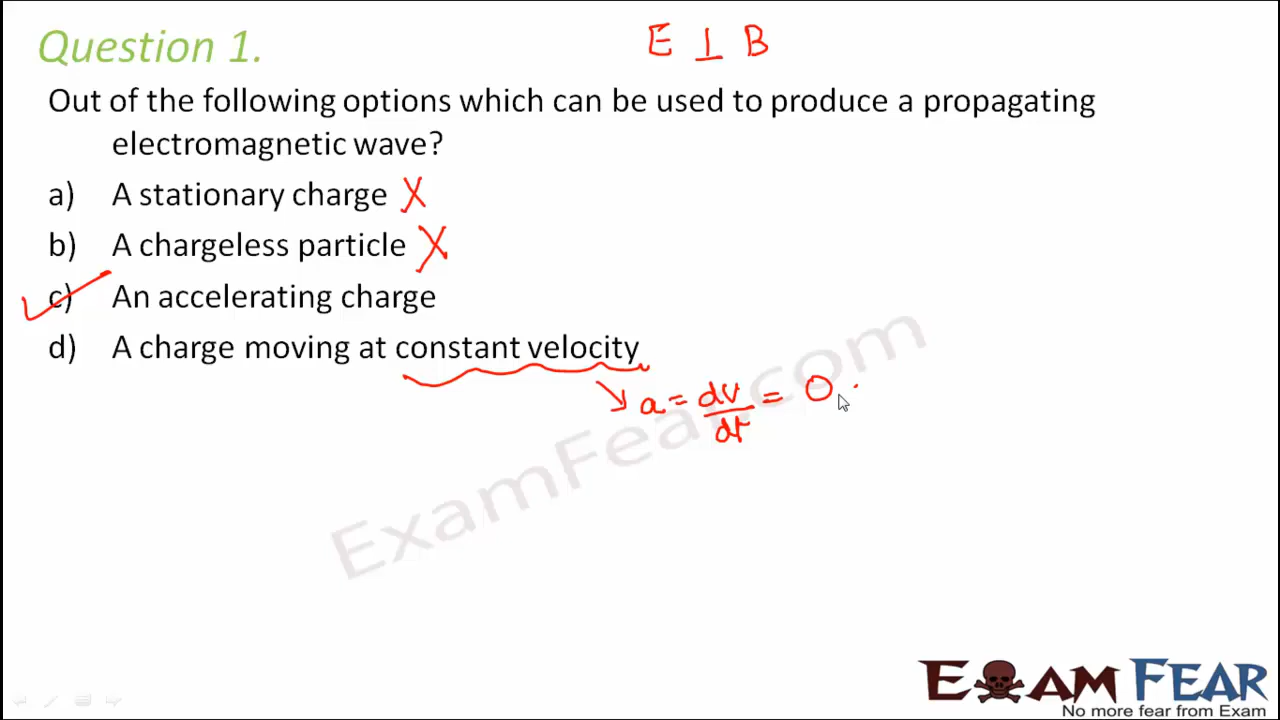 Question 1.
E ⊥ B
Out of the following options which can be used to produce a propagating
electromagnetic wave?
a) A stationary charge X
b) A chargeless particle X
c) An accelerating charge
d) A charge moving at constant velocity
a = dv/dt = 0
ExamFear.com
EXAM FEAR
No more fear from Exam